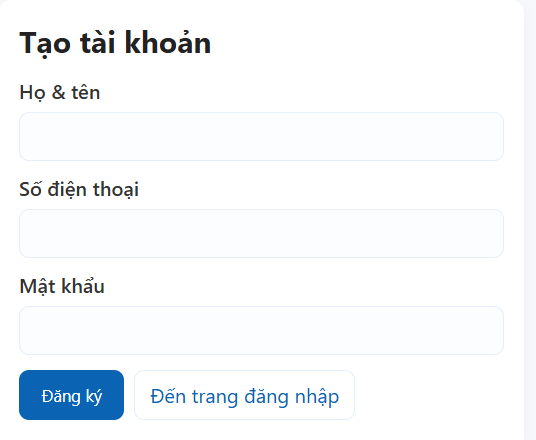 Tạo tài khoản
Họ & tên
Số điện thoại
Mật khẩu
Đăng ký Đến trang đăng nhập